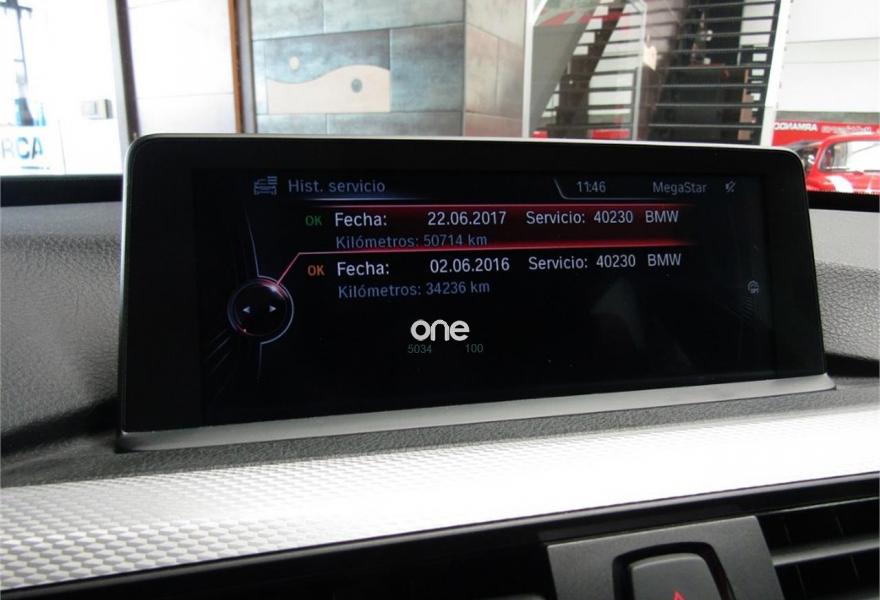 RCA
ARMANDO
Hist. servicio 11:46 MegaStar
OK Fecha: 22.06.2017 Servicio: 40230 BMW
Kilómetros: 50714 km
OK Fecha: 02.06.2016 Servicio: 40230 BMW
Kilómetros: 34236 km
one
5034 100